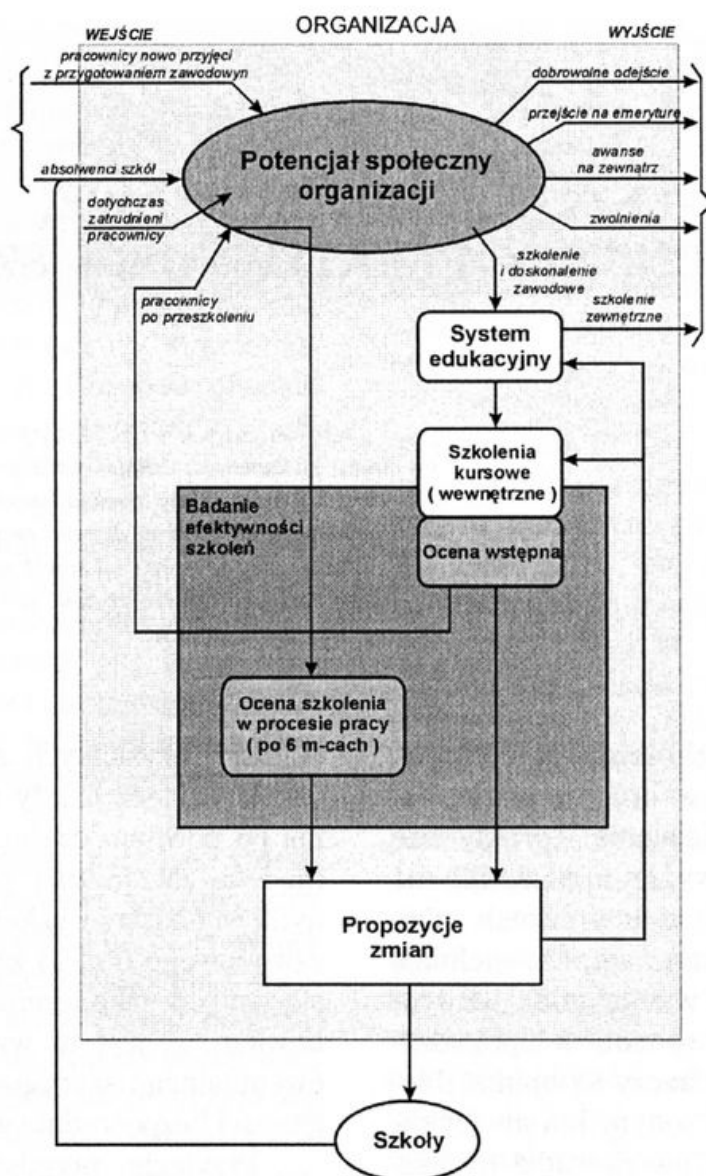 ORGANIZACJA
WEJŚCIE
WYJŚCIE
pracownicy nowo przyjęci
z przygotowaniem zawodowyn
dobrowolne odejście
przejście na emeryture
Potencjał społeczny
organizacji
absolwenci szkół
awanse
na zewnątrz
dotychczas
zatrudnieni
pracownicy
zwolnienia
szkolenie
i doskonalenie
zawodowe
pracownicy
po przeszkoleniu
szkolenie
zewnętrzne
System
edukacyjny
Szkolenia
kursowe
( wewnętrzne )
Badanie
efektywności
szkoleń
Ocena wstępna
Ocena szkolenia
w procesie pracy
( po 6 m-cach )
Propozycje
zmian
Szkoły